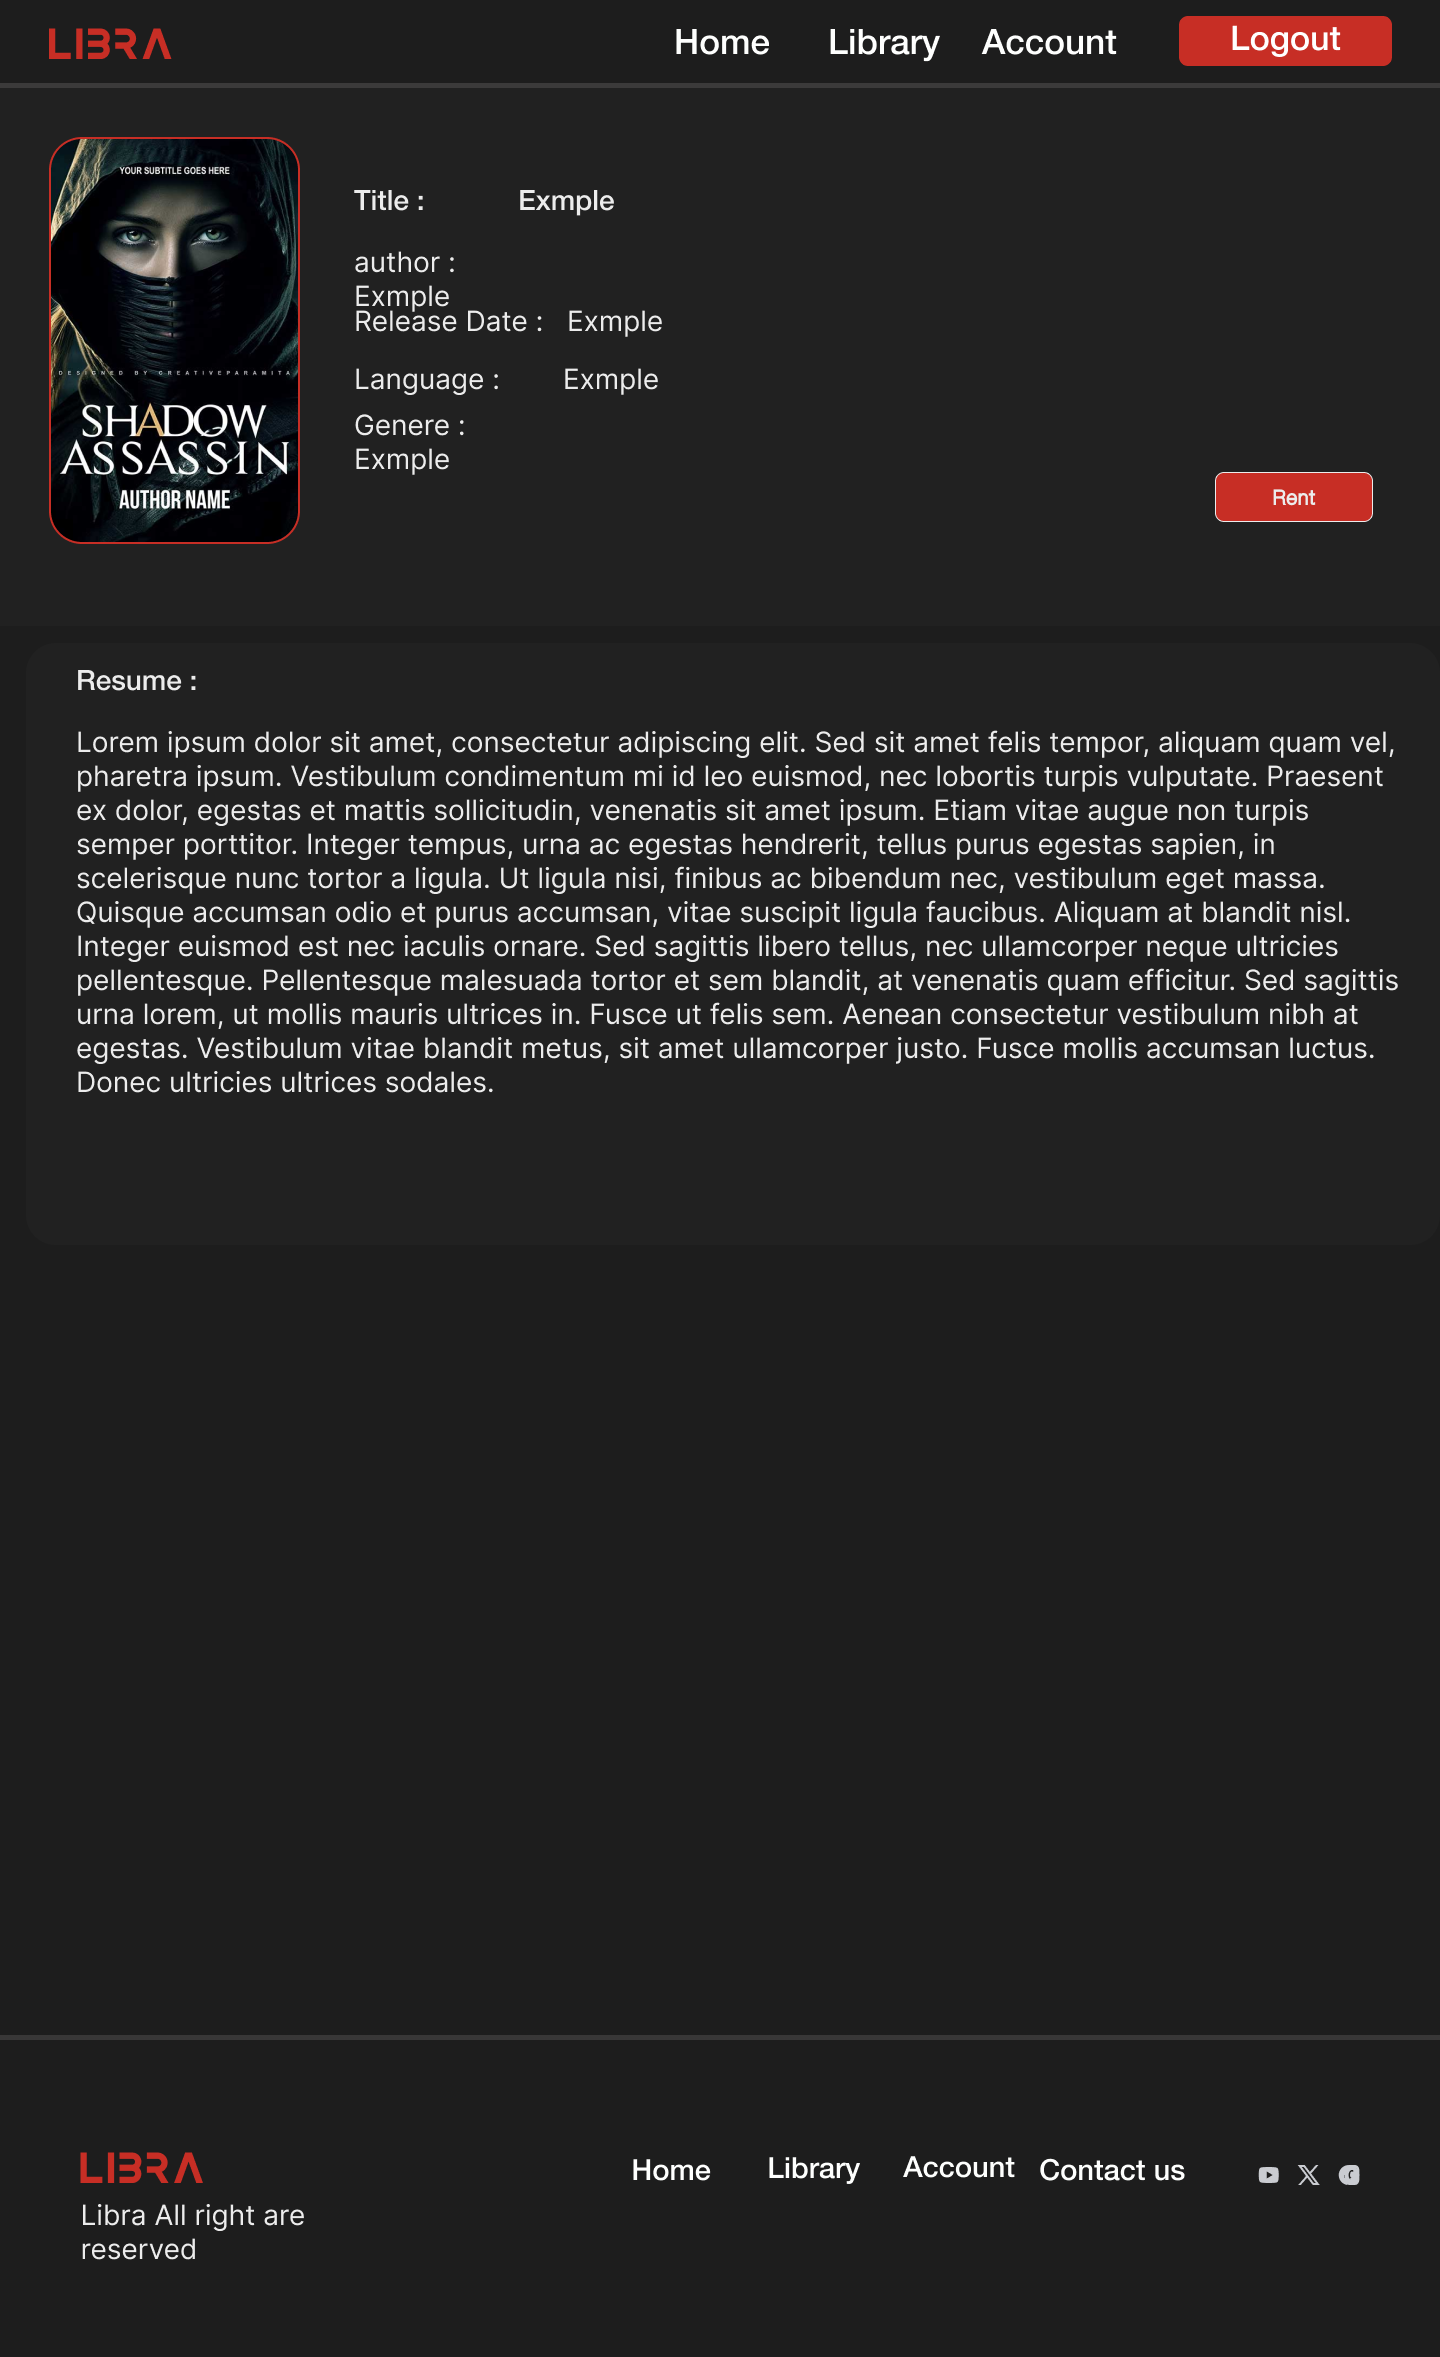 LIBRA
Home Library Account Logout
YOUR SUBTITLE GOES HERE
DESIGNED BY CREATIVEPARAMITA
SHADOW
ASSASSIN
AUTHOR NAME
Title : Exmple
author :
Exmple
Release Date : Exmple
Language : Exmple
Genere :
Exmple
Rent
Resume :
Lorem ipsum dolor sit amet, consectetur adipiscing elit. Sed sit amet felis tempor, aliquam quam vel,
pharetra ipsum. Vestibulum condimentum mi id leo euismod, nec lobortis turpis vulputate. Praesent
ex dolor, egestas et mattis sollicitudin, venenatis sit amet ipsum. Etiam vitae augue non turpis
semper porttitor. Integer tempus, urna ac egestas hendrerit, tellus purus egestas sapien, in
scelerisque nunc tortor a ligula. Ut ligula nisi, finibus ac bibendum nec, vestibulum eget massa.
Quisque accumsan odio et purus accumsan, vitae suscipit ligula faucibus. Aliquam at blandit nisl.
Integer euismod est nec iaculis ornare. Sed sagittis libero tellus, nec ullamcorper neque ultricies
pellentesque. Pellentesque malesuada tortor et sem blandit, at venenatis quam efficitur. Sed sagittis
urna lorem, ut mollis mauris ultrices in. Fusce ut felis sem. Aenean consectetur vestibulum nibh at
egestas. Vestibulum vitae blandit metus, sit amet ullamcorper justo. Fusce mollis accumsan luctus.
Donec ultricies ultrices sodales.
LIBRA
Home Library Account Contact us
Libra All right are
reserved